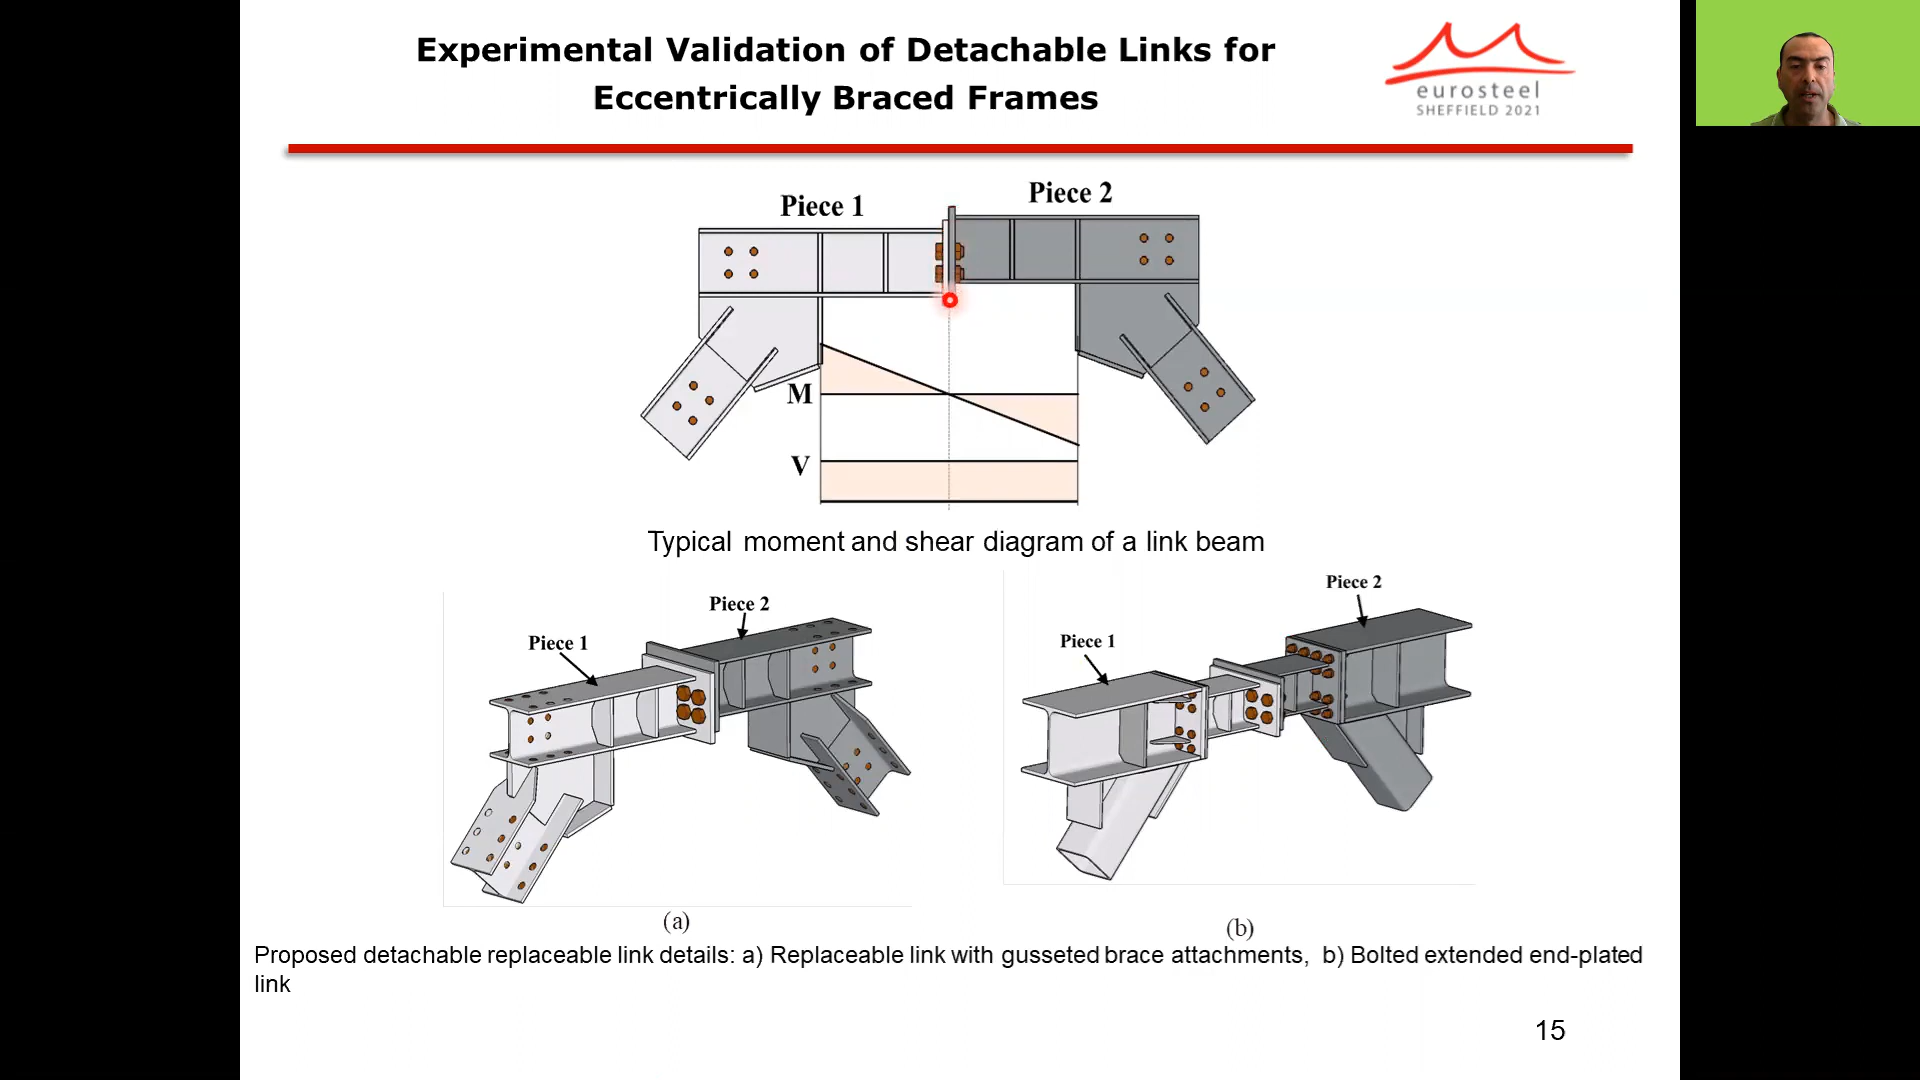 Experimental Validation of Detachable Links for
Eccentrically Braced Frames
eurosteel
SHEFFIELD 2021
Piece 1
Piece 2
M
V
Typical moment and shear diagram of a link beam
Piece 1
Piece 2
Piece 1
Piece 2
(a)
(b)
Proposed detachable replaceable link details: a) Replaceable link with gusseted brace attachments, b) Bolted extended end-plated
link
15